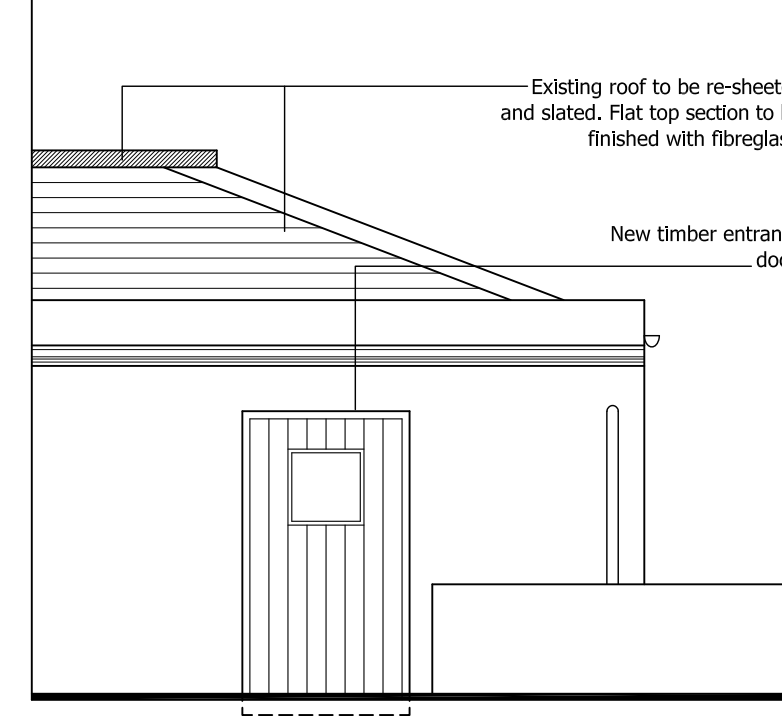 Existing roof to be re-sheet
and slated. Flat top section to
finished with fibreglas
New timber entran
doo